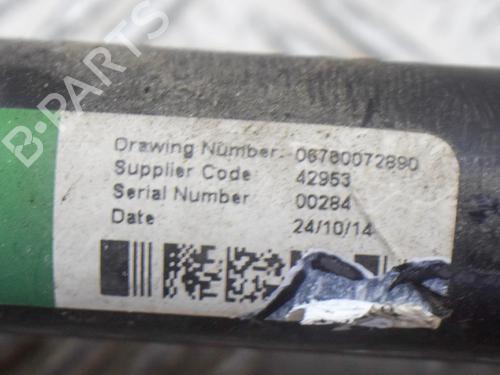 B-PARTS
Drawing Number: 06780072890
Supplier Code 42953
Serial Number 00284
Date 24/10/14